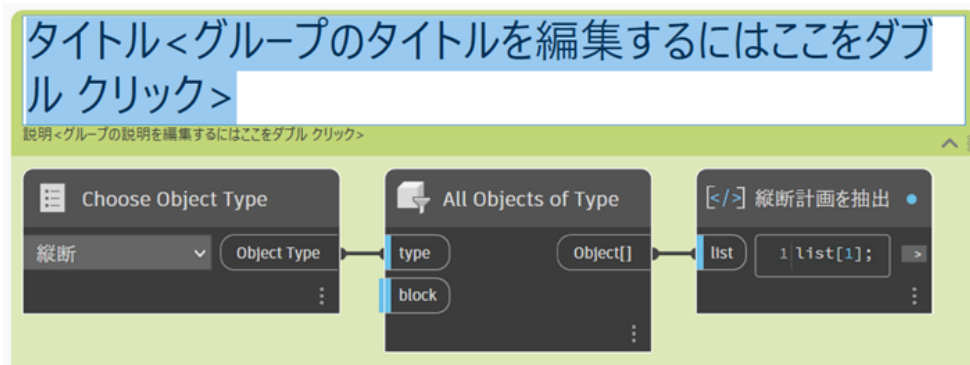 タイトル<グループのタイトルを編集するにはここをダブ
ル クリック>
説明<グループの説明を編集するにはここをダブル クリック>
Choose Object Type
縦断
Object Type
All Objects of Type
type
Object[]
block
[</>] 縦断計画を抽出
list
1 list[1];
>